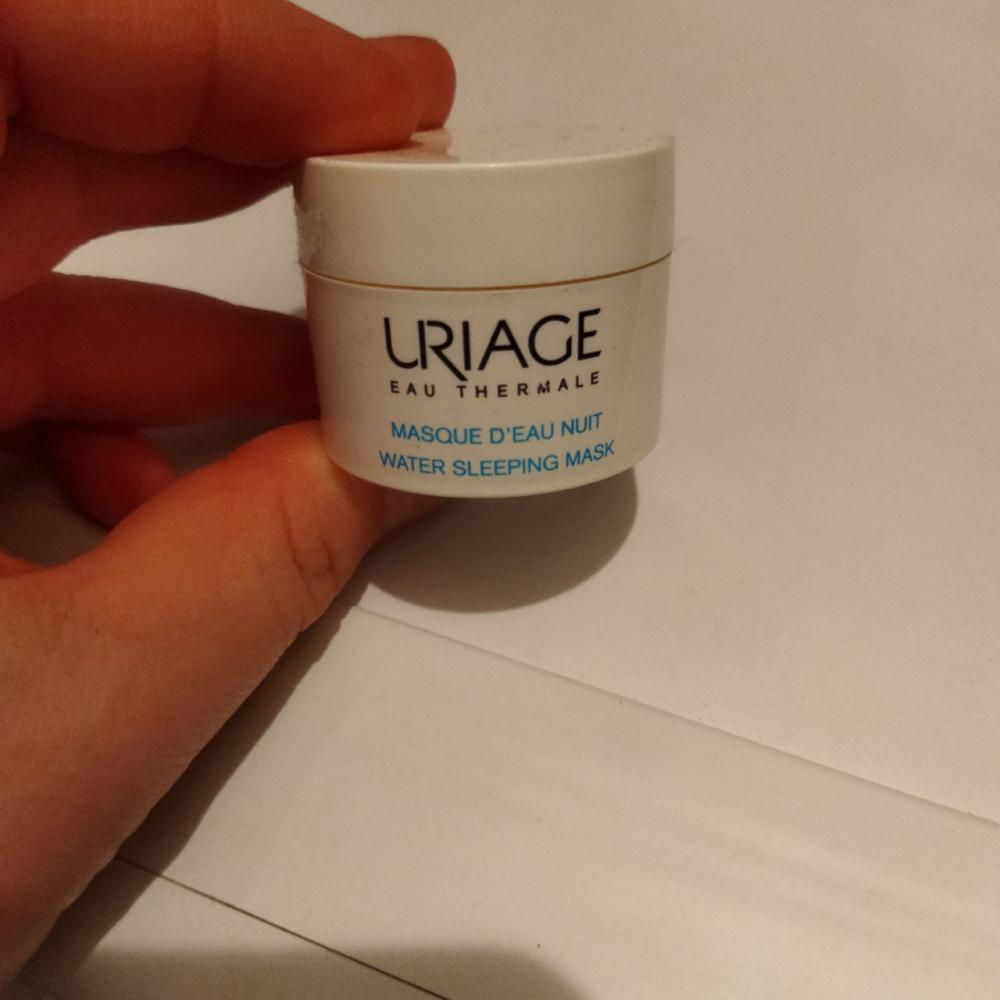 URIAGE
EAU THERMALE
MASQUE D'EAU NUIT
WATER SLEEPING MASK